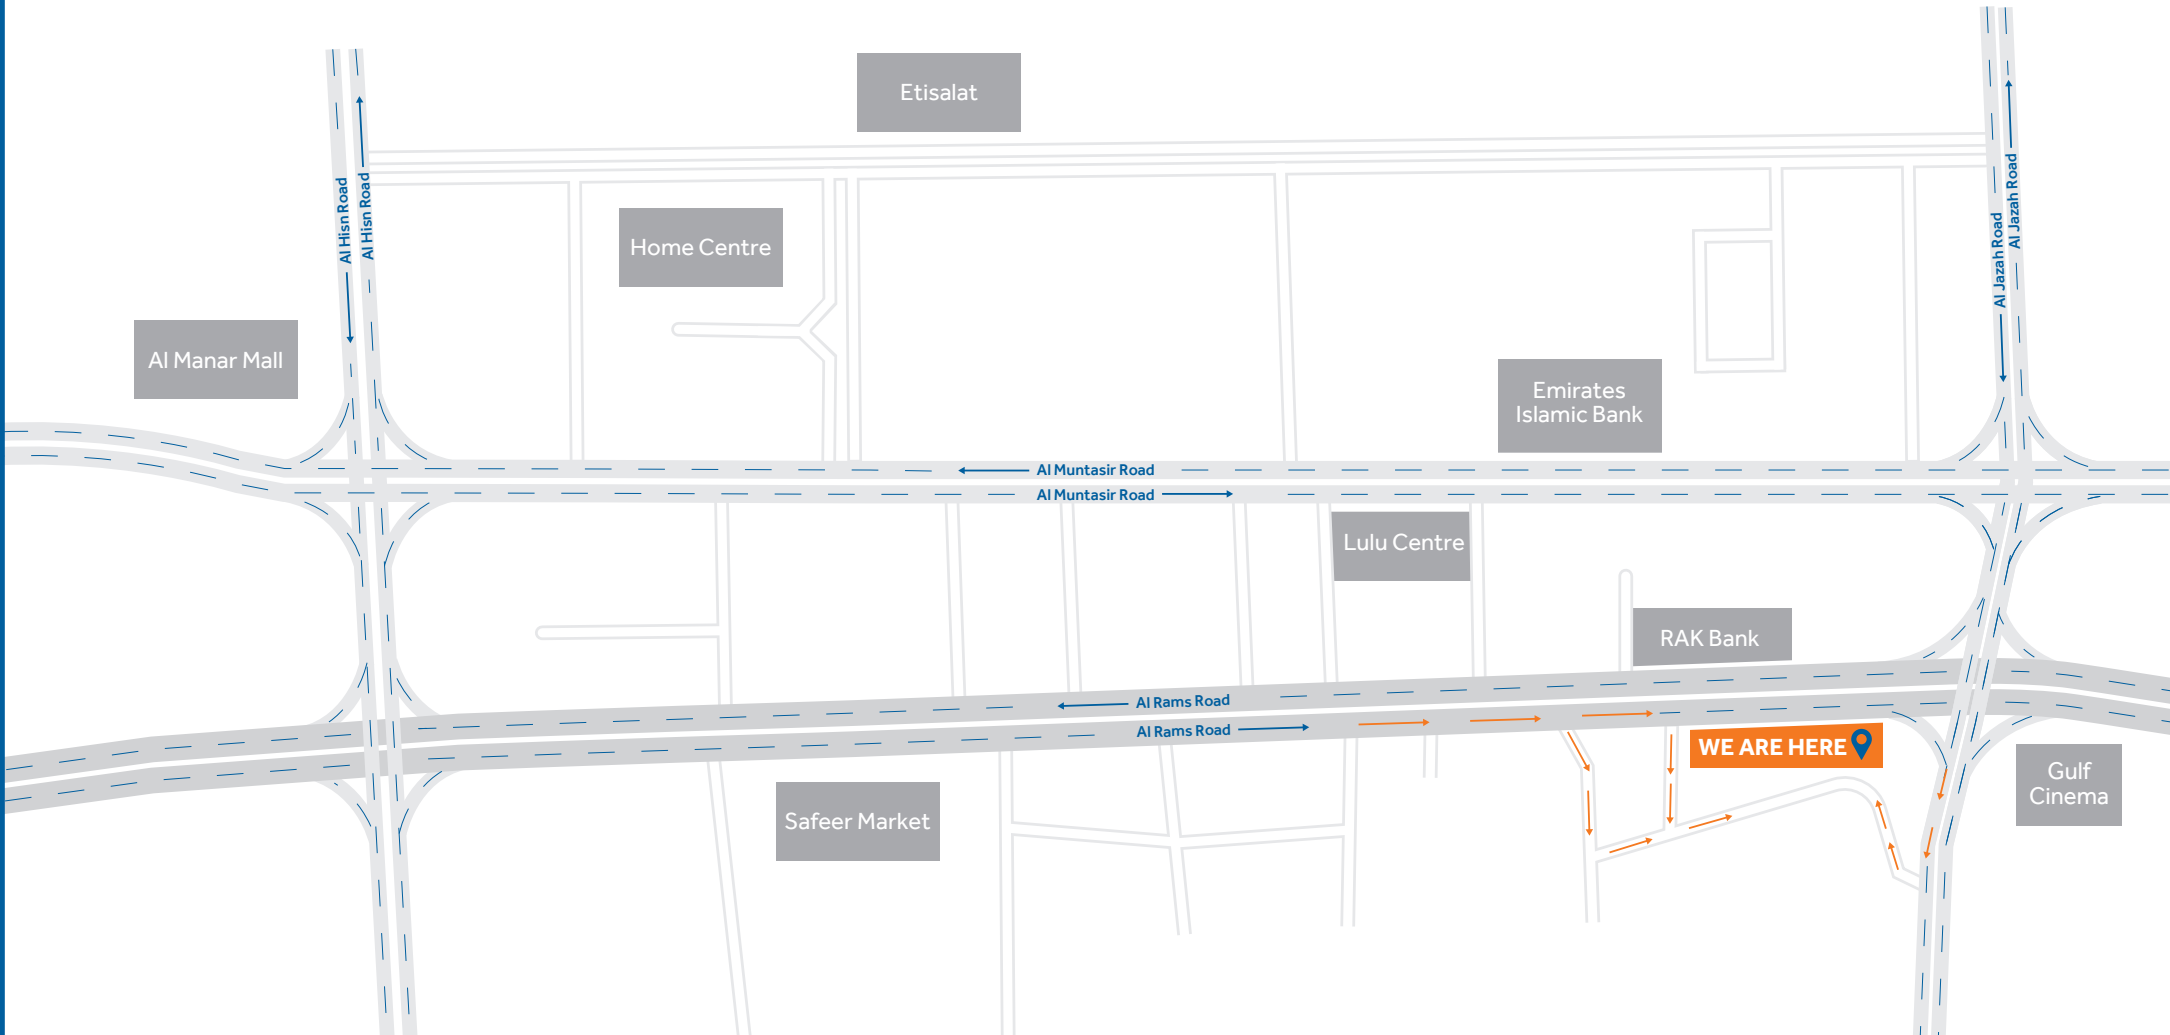 Etisalat
Al Hisn Road
Al Hisn Road
Al Jazah Road
Al Jazah Road
Home Centre
Al Manar Mall
Emirates
Islamic Bank
Al Muntasir Road
Al Muntasir Road
Lulu Centre
RAK Bank
Al Rams Road
Al Rams Road
WE ARE HERE
Gulf
Cinema
Safeer Market